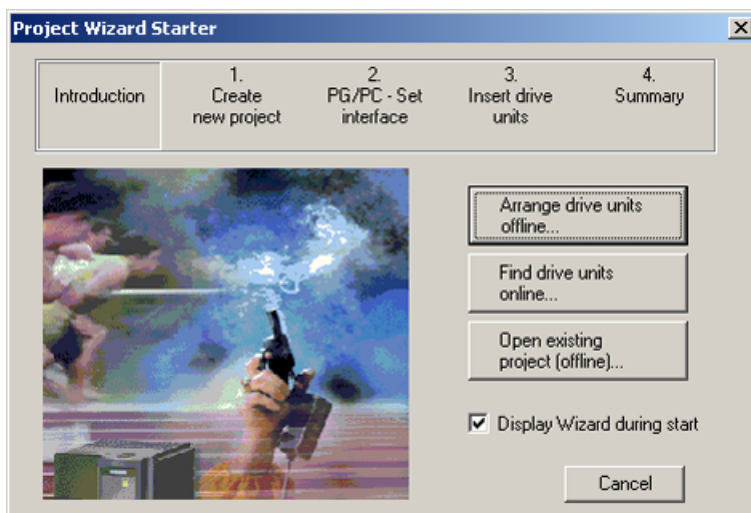 Project Wizard Starter
Introduction
1.
Create
new project
2.
PG/PC - Set
interface
3.
Insert drive
units
4.
Summary
Arrange drive units
offline...
Find drive units
online...
Open existing
project (offline)...
Display Wizard during start
Cancel